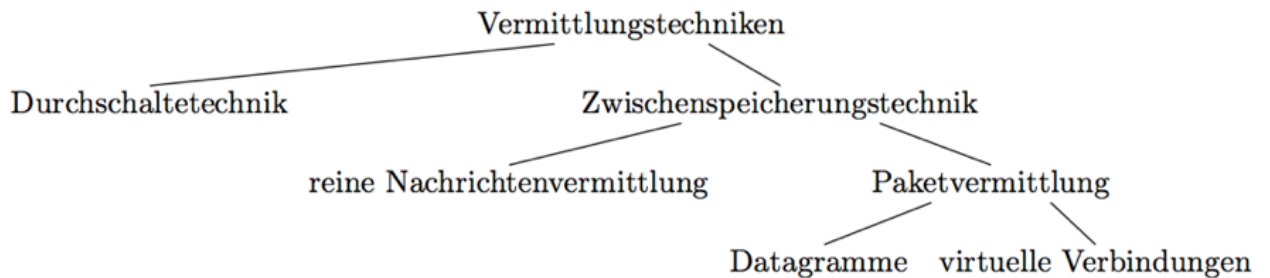 Vermittlungstechniken
Durchschaltetechnik Zwischenspeicherungstechnik
reine Nachrichtenvermittlung Paketvermittlung
Datagramme virtuelle Verbindungen